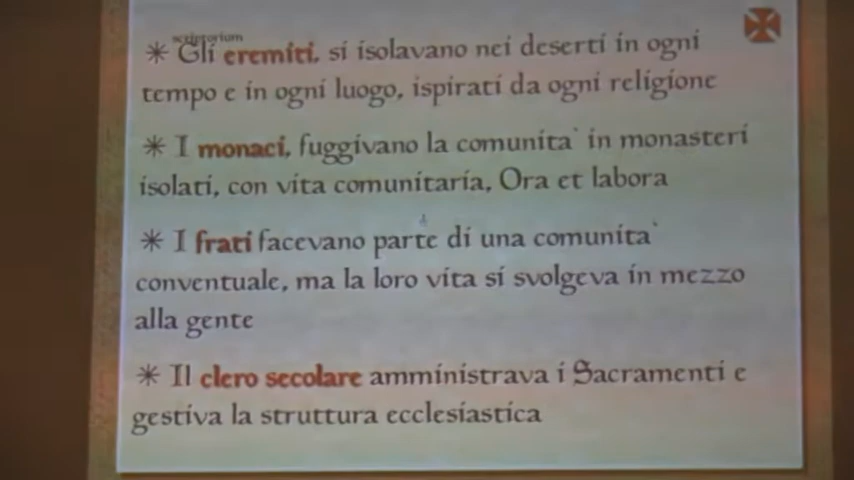 scriptorium
* Gli eremiti, si isolavano nei deserti in ogni
tempo e in ogni luogo, ispirati da ogni religione
* I monaci, fuggivano la comunita` in monasteri
isolati, con vita comunitaria, Ora et labora
* I frati facevano parte di una comunita`
conventuale, ma la loro vita si svolgeva in mezzo
alla gente
* Il clero secolare amministrava i Sacramenti e
gestiva la struttura ecclesiastica